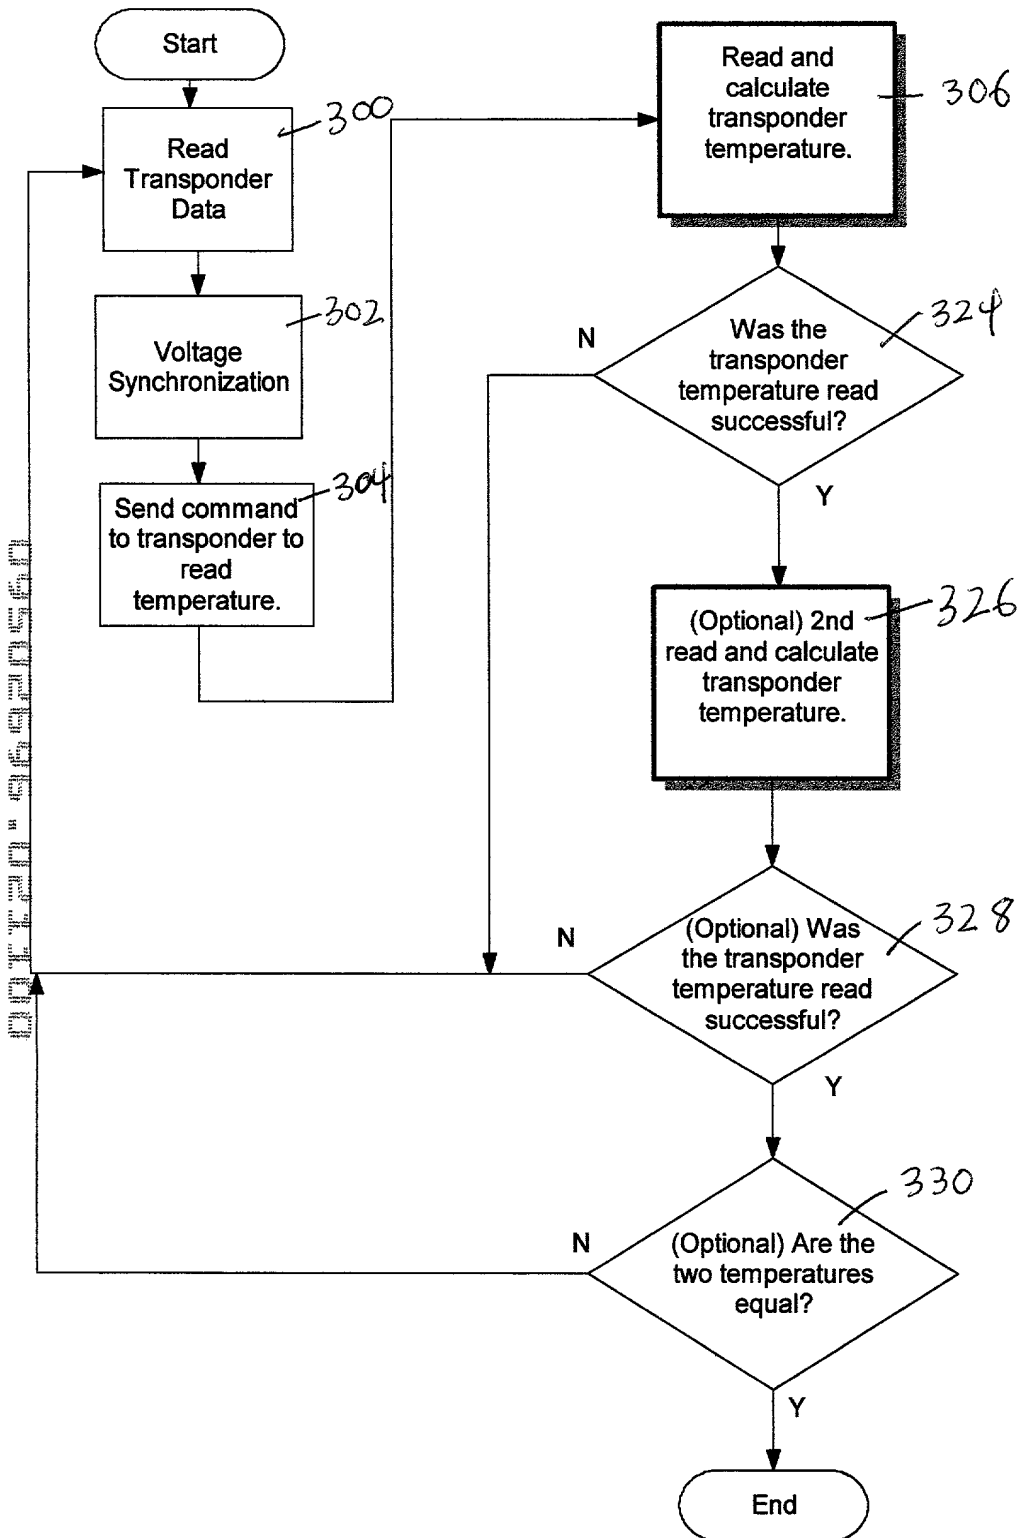 Start
300
Read
Transponder
Data
302
Voltage
Synchronization
304
Send command
to transponder to
read
temperature.
Read and
calculate
transponder
temperature.
306
324
Was the
transponder
temperature read
successful?
N
Y
326
(Optional) 2nd
read and calculate
transponder
temperature.
328
(Optional) Was
the transponder
temperature read
successful?
N
Y
330
(Optional) Are the
two temperatures
equal?
N
Y
End